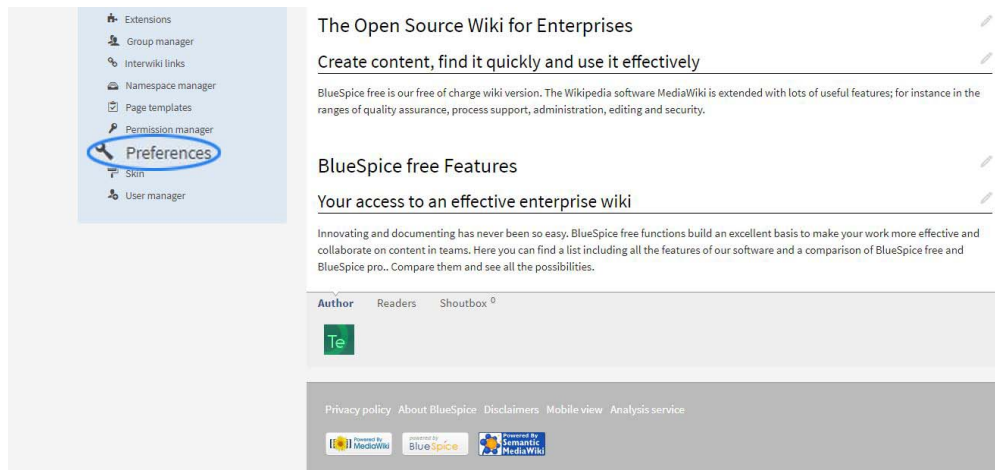 Extensions
Group manager
Interwiki links
Namespace manager
Page templates
Permission manager
Preferences
Skin
User manager
The Open Source Wiki for Enterprises
Create content, find it quickly and use it effectively
BlueSpice free is our free of charge wiki version. The Wikipedia software MediaWiki is extended with lots of useful features; for instance in the
ranges of quality assurance, process support, administration, editing and security.
BlueSpice free Features
Your access to an effective enterprise wiki
Innovating and documenting has never been so easy. BlueSpice free functions build an excellent basis to make your work more effective and
collaborate on content in teams. Here you can find a list including all the features of our software and a comparison of BlueSpice free and
BlueSpice pro.. Compare them and see all the possibilities.
Author Readers Shoutbox 0
Te
Privacy policy About BlueSpice Disclaimers Mobile view Analysis service
Powered By
MediaWiki
powered by
BlueSpice
Powered By
Semantic
MediaWiki